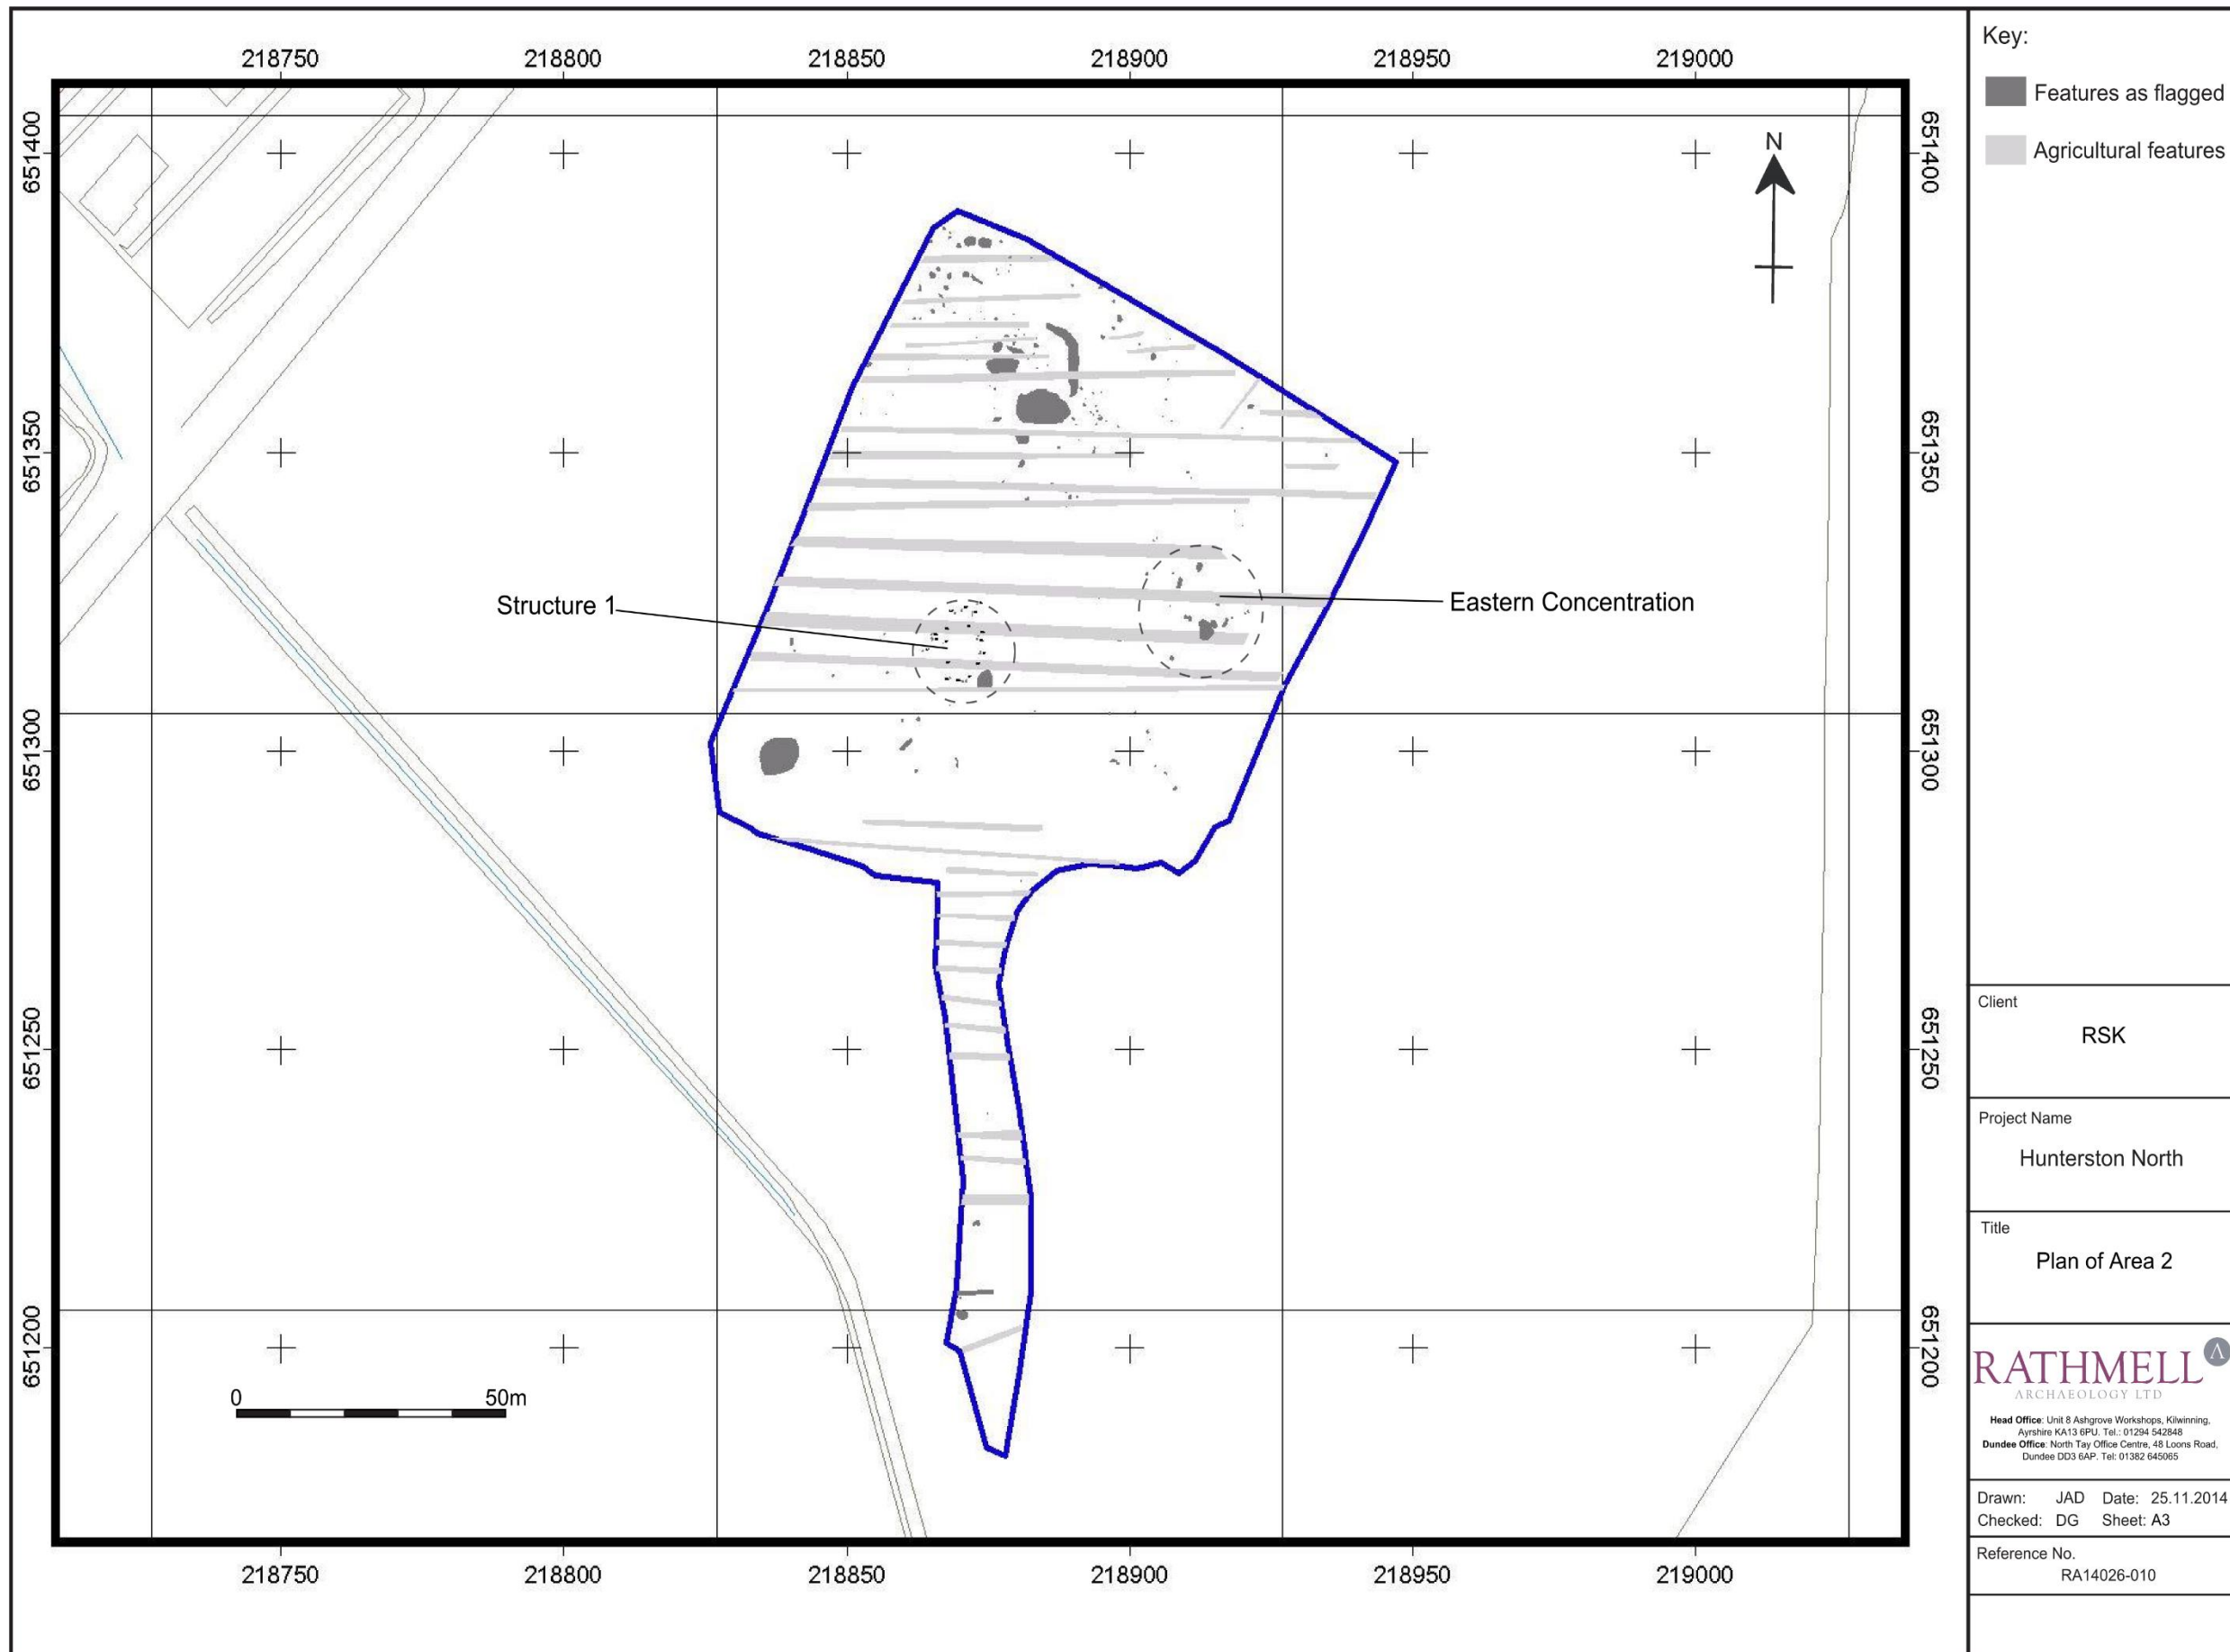 218750 218800 218850 218900 218950 219000
651400
651350
651300
651250
651200
N
Structure 1
Eastern Concentration
651400
651350
651300
651250
651200
0 50m
218750 218800 218850 218900 218950 219000
Key:
Features as flagged
Agricultural features
Client
RSK
Project Name
Hunterston North
Title
Plan of Area 2
RATHMELL
ARCHAEOLOGY LTD
Head Office: Unit 8 Ashgrove Workshops, Kilwinning,
Ayrshire KA13 6PU. Tel.: 01294 542848
Dundee Office: North Tay Office Centre, 48 Loons Road,
Dundee DD3 6AP. Tel: 01382 645065
Drawn: JAD Date: 25.11.2014
Checked: DG Sheet: A3
Reference No.
RA14026-010